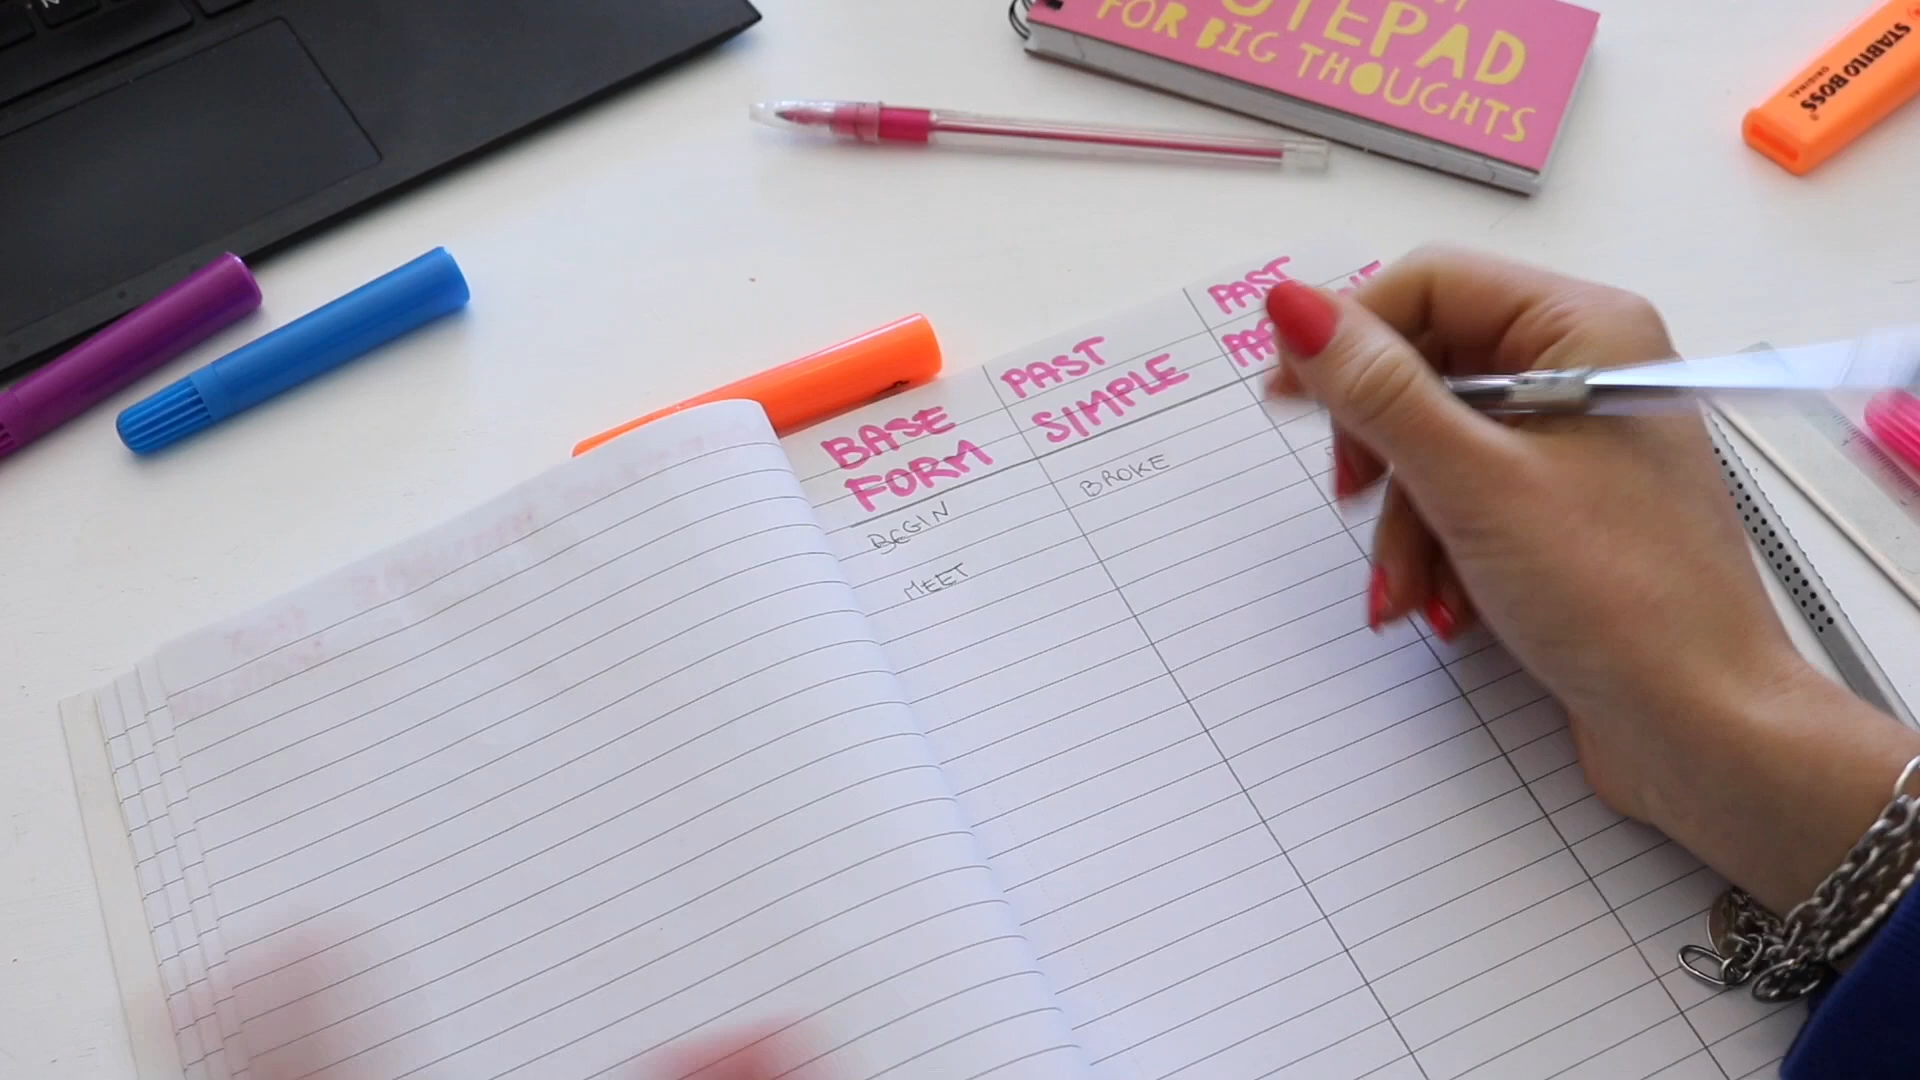 NOTEPAD
FOR BIG THOUGHTS
STABILO BOSS
ORIGINAL
BASE
FORM
PAST
SIMPLE
PAST
BEGIN
BROKE
MEET